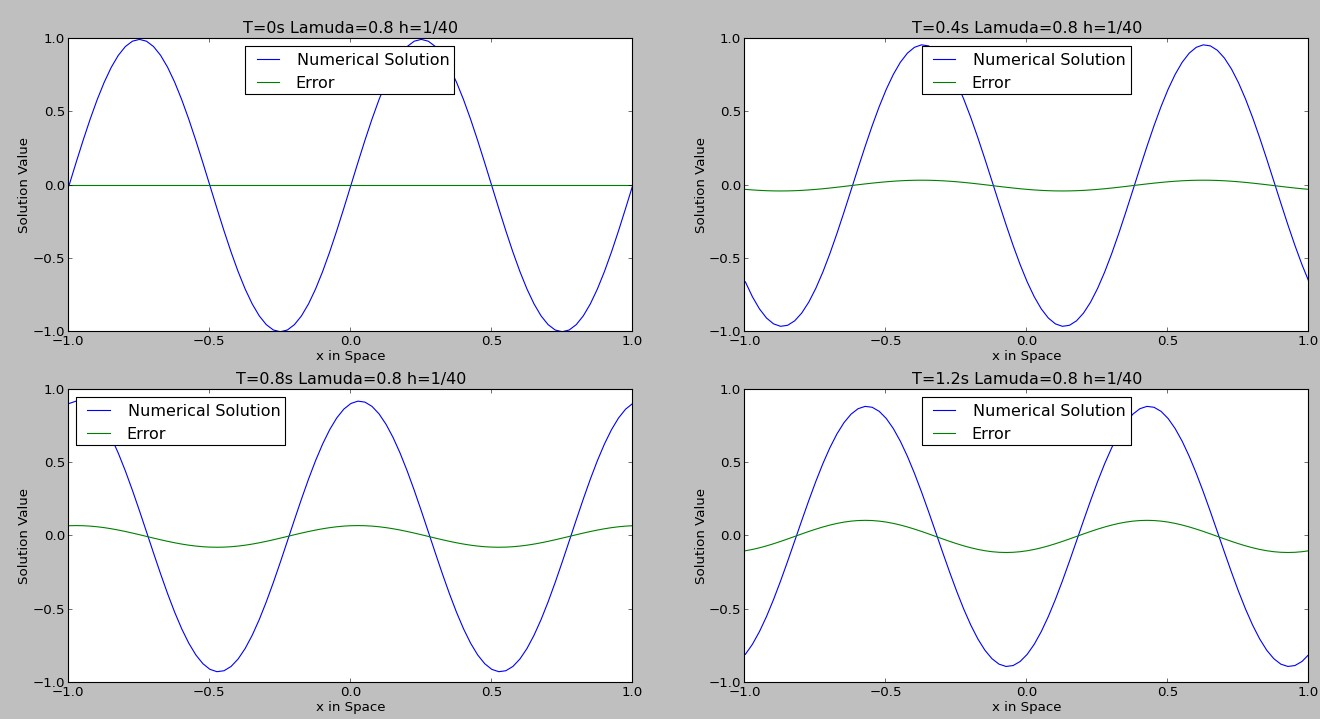 T=0s Lamuda=0.8 h=1/40
1.0
0.5
0.0
−0.5
−1.0
Solution Value
Numerical Solution
Error
−1.0
−0.5
0.0
0.5
1.0
x in Space
T=0.4s Lamuda=0.8 h=1/40
1.0
0.5
0.0
−0.5
−1.0
Solution Value
Numerical Solution
Error
−1.0
−0.5
0.0
0.5
1.0
x in Space
T=0.8s Lamuda=0.8 h=1/40
1.0
0.5
0.0
−0.5
−1.0
Solution Value
Numerical Solution
Error
−1.0
−0.5
0.0
0.5
1.0
x in Space
T=1.2s Lamuda=0.8 h=1/40
1.0
0.5
0.0
−0.5
−1.0
Solution Value
Numerical Solution
Error
−1.0
−0.5
0.0
0.5
1.0
x in Space